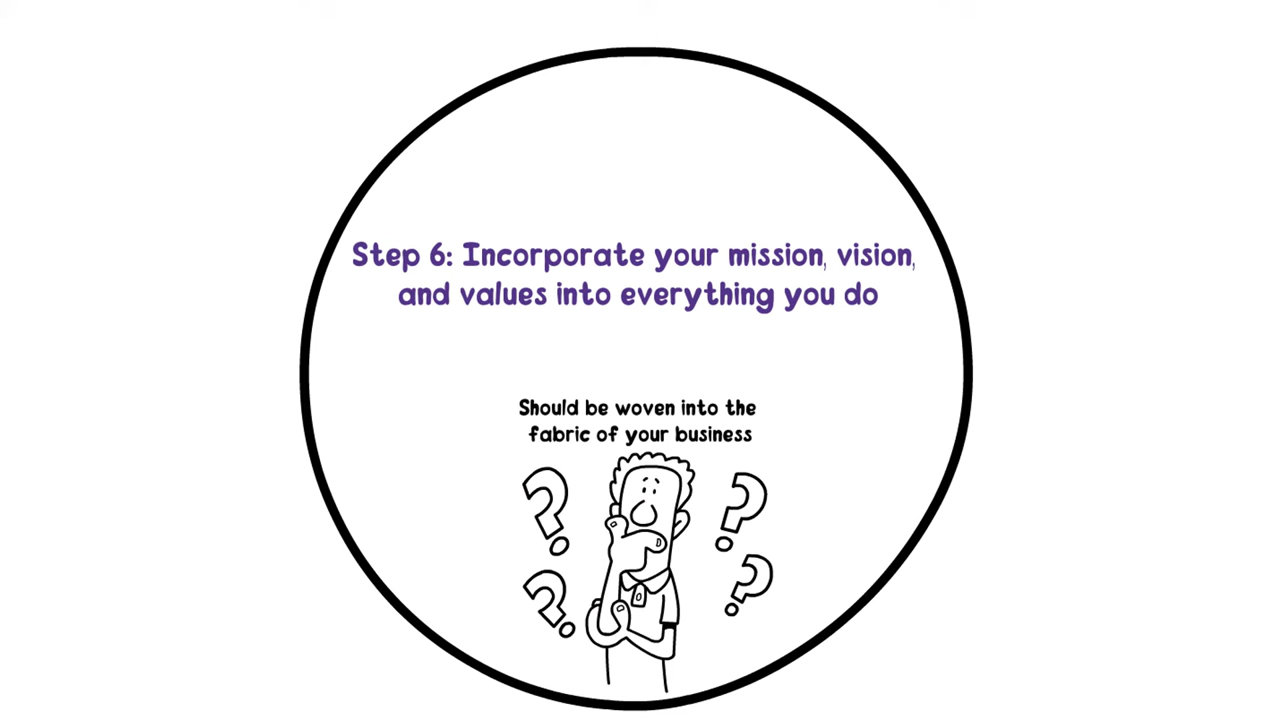 Step 6: Incorporate your mission, vision,
and values into everything you do
Should be woven into the
fabric of your business